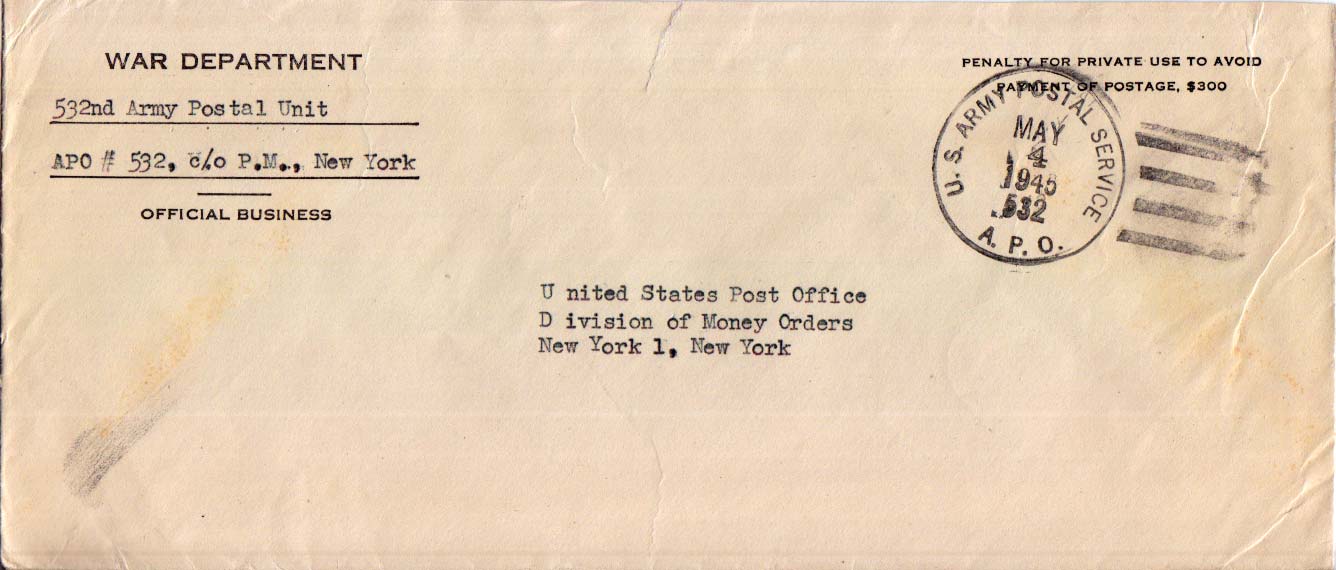 WAR DEPARTMENT
532nd Army Postal Unit
APO # 532, c/o P.M., New York
OFFICIAL BUSINESS
PENALTY FOR PRIVATE USE TO AVOID
PAYMENT OF POSTAGE, $300
U. S. ARMY POSTAL SERVICE
MAY
4
1945
532
A. P. O.
U nited States Post Office
D ivision of Money Orders
New York 1, New York